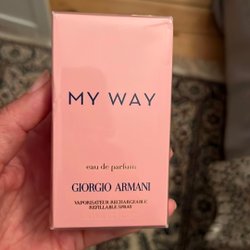 MY WAY
eau de parfum
GIORGIO ARMANI
VAPORISATEUR RECHARGEABLE
REFILLABLE SPRAY